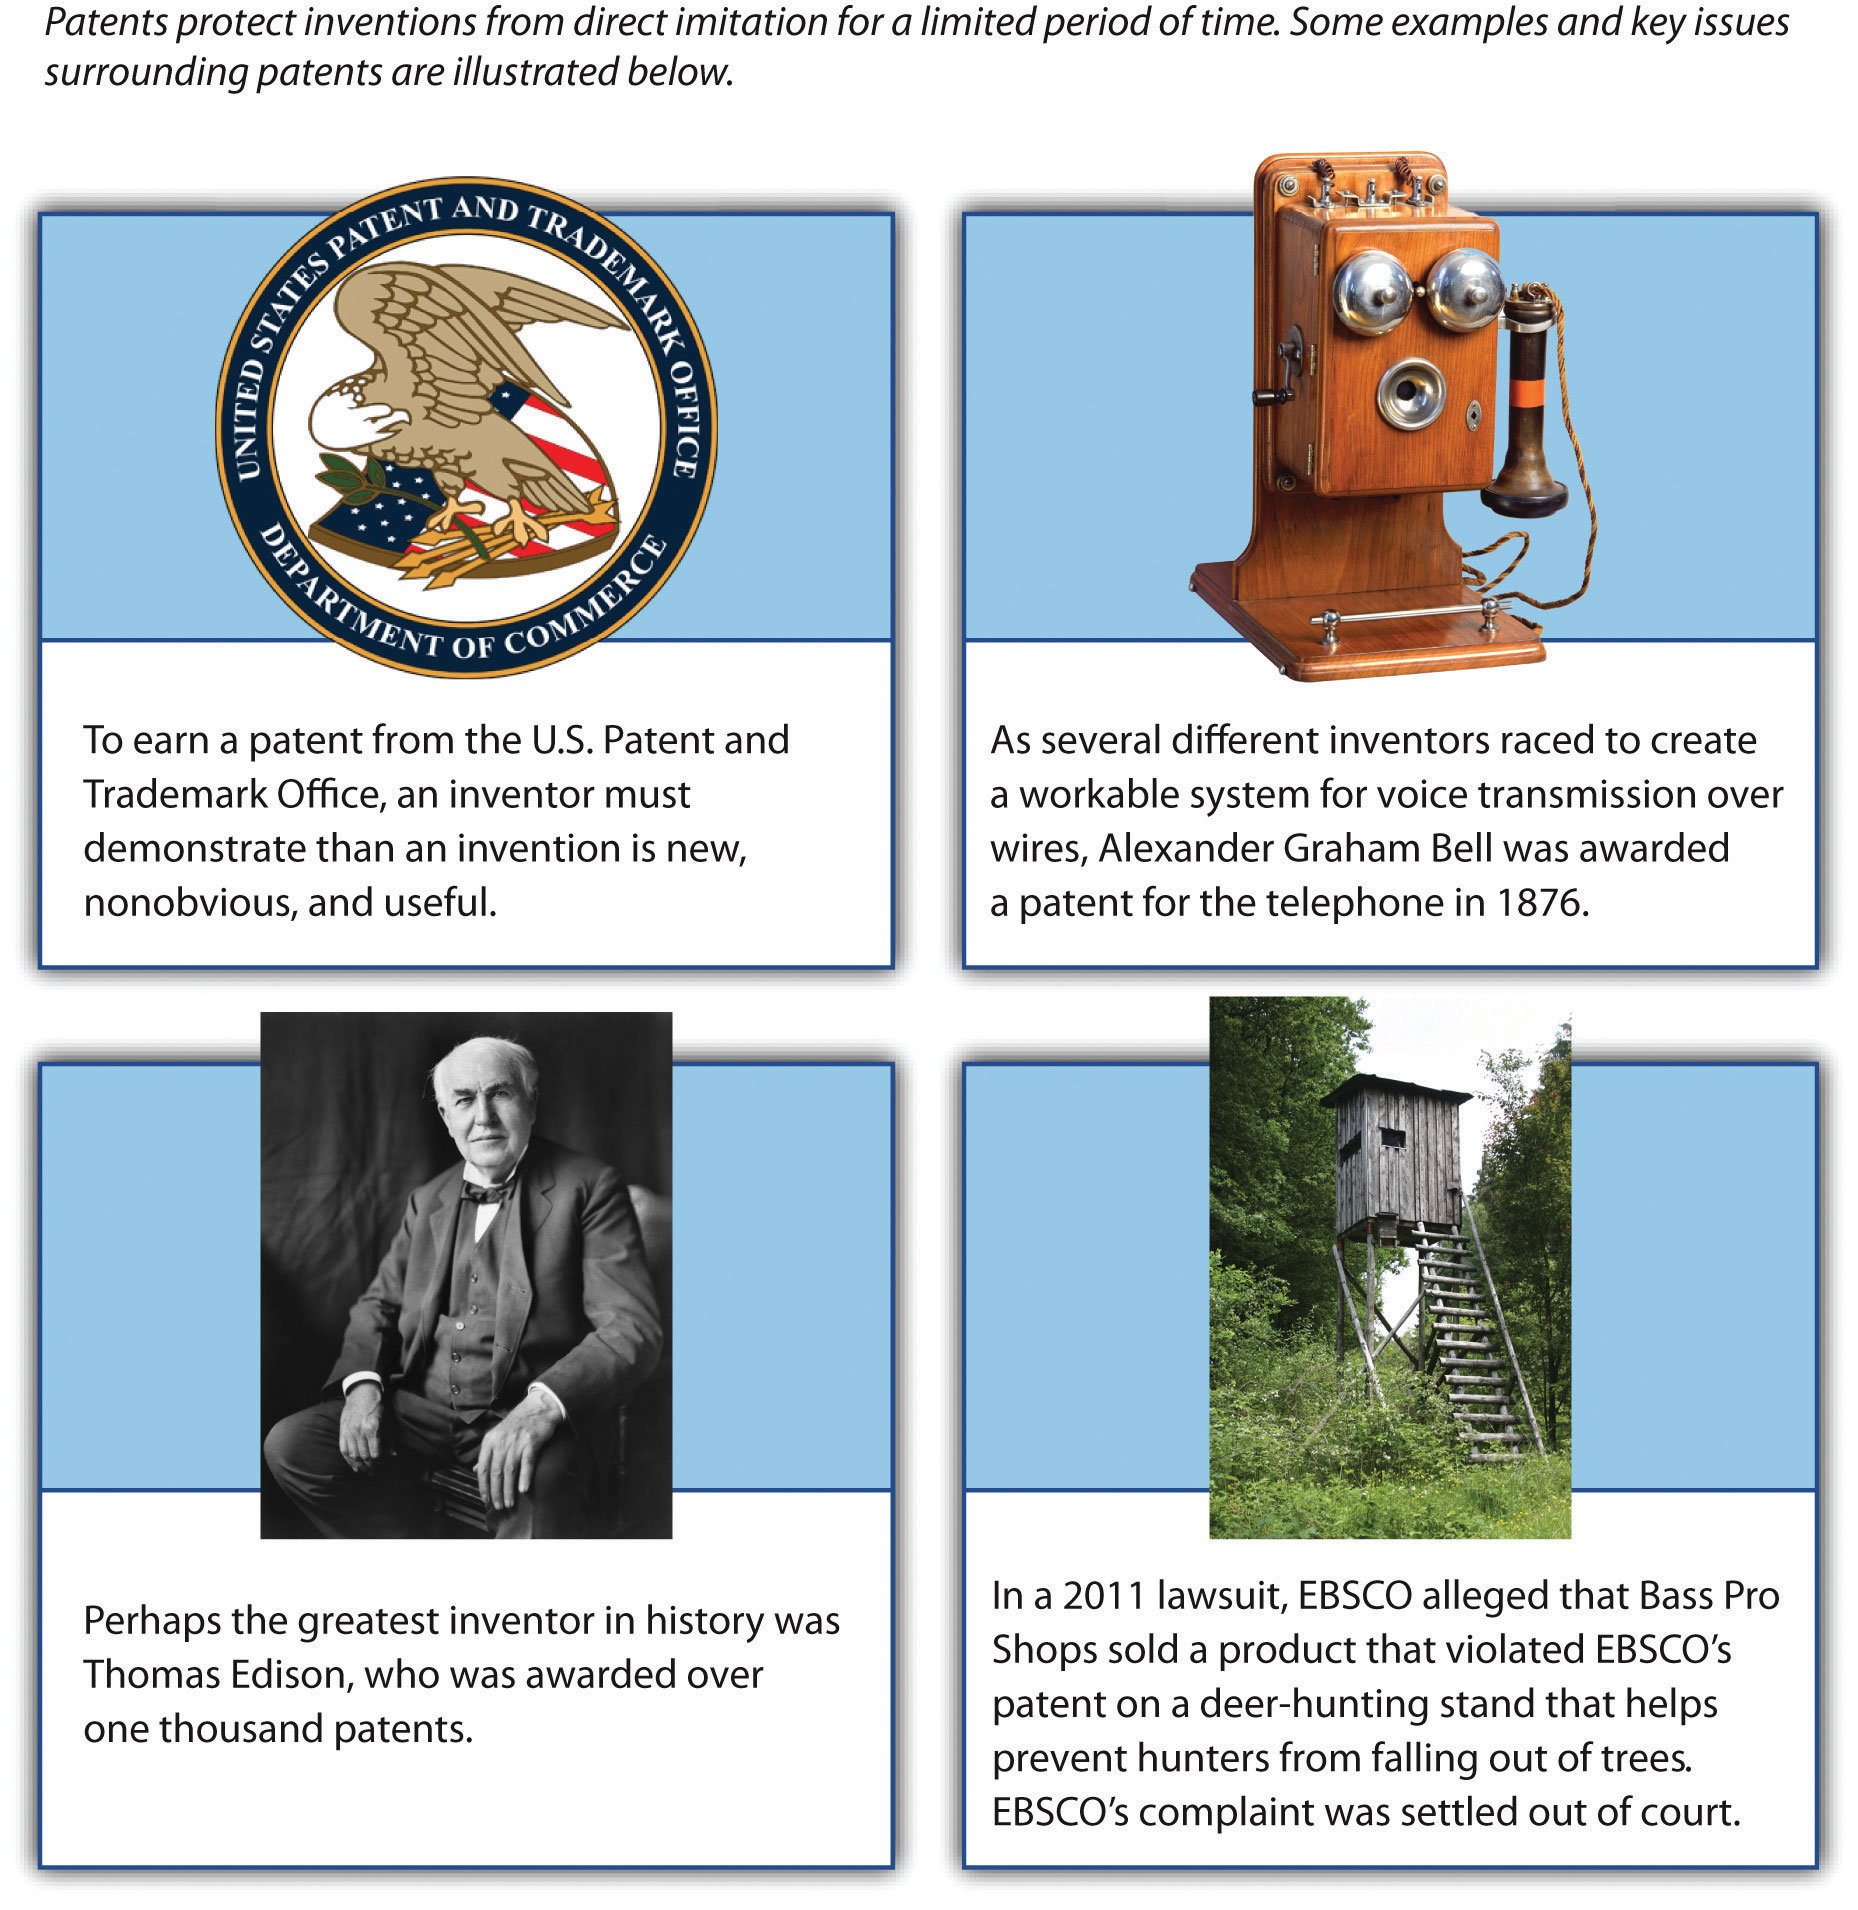 Patents protect inventions from direct imitation for a limited period of time. Some examples and key issues
surrounding patents are illustrated below.
UNITED STATES PATENT AND TRADEMARK OFFICE
DEPARTMENT OF COMMERCE
To earn a patent from the U.S. Patent and
Trademark Office, an inventor must
demonstrate than an invention is new,
nonobvious, and useful.
As several different inventors raced to create
a workable system for voice transmission over
wires, Alexander Graham Bell was awarded
a patent for the telephone in 1876.
Perhaps the greatest inventor in history was
Thomas Edison, who was awarded over
one thousand patents.
In a 2011 lawsuit, EBSCO alleged that Bass Pro
Shops sold a product that violated EBSCO’s
patent on a deer-hunting stand that helps
prevent hunters from falling out of trees.
EBSCO’s complaint was settled out of court.